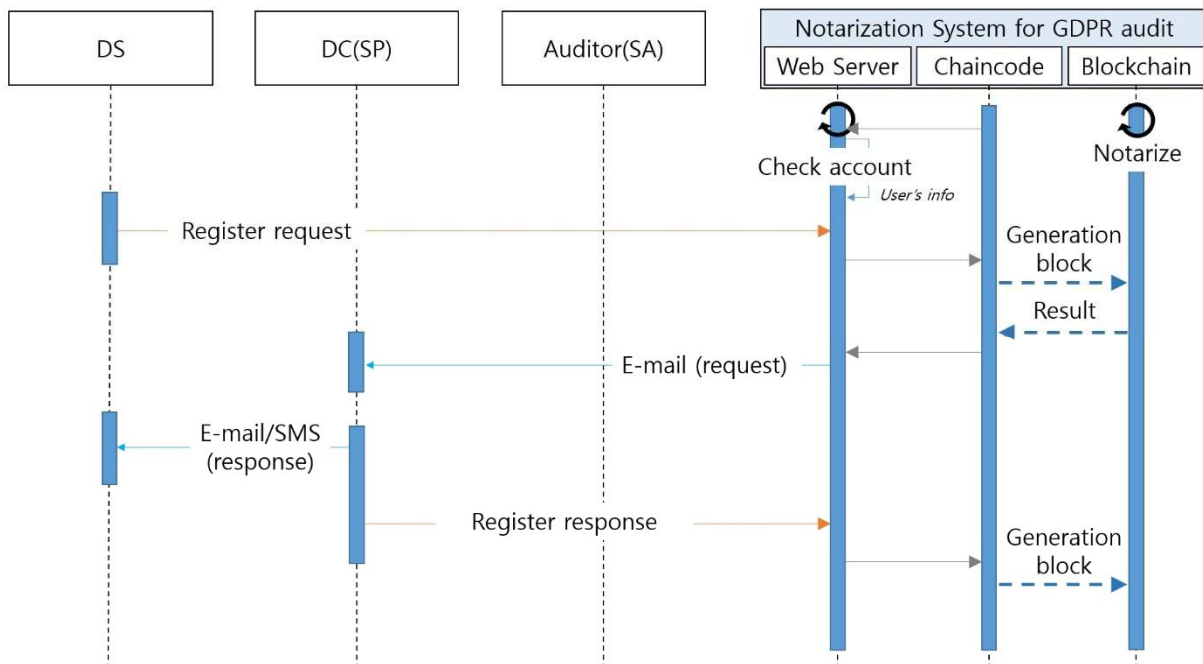 DS
DC(SP)
Auditor(SA)
Notarization System for GDPR audit
Web Server
Chaincode
Blockchain
Check account
User's info
Notarize
Register request
Generation
block
Result
E-mail (request)
E-mail/SMS
(response)
Register response
Generation
block